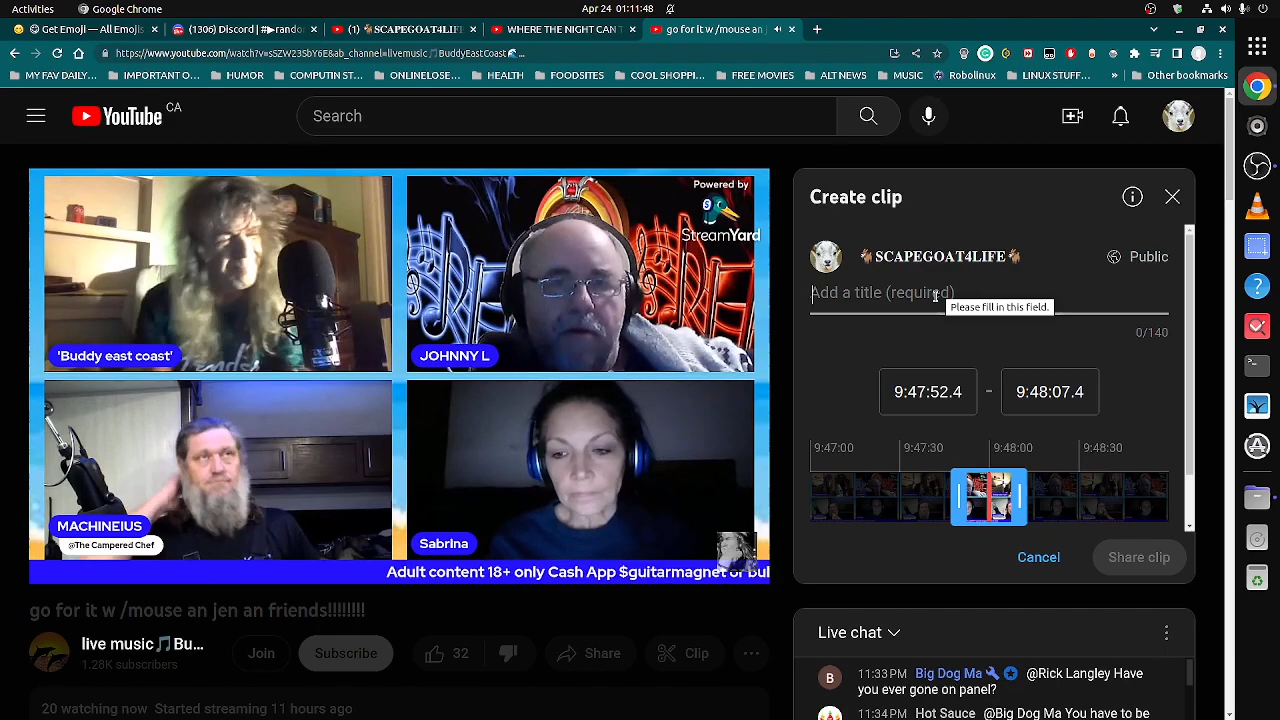 Activities
Google Chrome
Apr 24 01:11:48
Get Emoji — All Emojis
(1306) Discord | #▶rando
(1) 🐐𝐒𝐂𝐀𝐏𝐄𝐆𝐎𝐀𝐓𝟒𝐋𝐈𝐅𝐄
WHERE THE NIGHT CAN T
go for it w /mouse an j
https://www.youtube.com/watch?v=sSZW23SbY6E&ab_channel=livemusic🎵BuddyEastCoast🌊...
MY FAV DAILY...
IMPORTANT O...
HUMOR
COMPUTIN ST...
ONLINELOSE...
HEALTH
FOODSITES
COOL SHOPPI...
FREE MOVIES
ALT NEWS
MUSIC
Robolinux
LINUX STUFF...
»
Other bookmarks
YouTube CA
Search
Powered by
StreamYard
'Buddy east coast'
JOHNNY L
MACHINEIUS
@The Campered Chef
Sabrina
Adult content 18+ only Cash App $guitarmagnet or bul
Create clip
🐐𝐒𝐂𝐀𝐏𝐄𝐆𝐎𝐀𝐓𝟒𝐋𝐈𝐅𝐄🐐
Public
Add a title (required)
Please fill in this field.
0/140
9:47:52.4 - 9:48:07.4
9:47:00 9:47:30 9:48:00 9:48:30
Cancel
Share clip
go for it w /mouse an jen an friends!!!!!!!!
live music🎵Bu...
1.28K subscribers
Join
Subscribe
32
Share
Clip
20 watching now Started streaming 11 hours ago
Live chat
B
11:33PM Big Dog Ma🔧 @Rick Langley Have
you ever gone on panel?
11:34PM Hot Sauce @Big Dog Ma You have to be